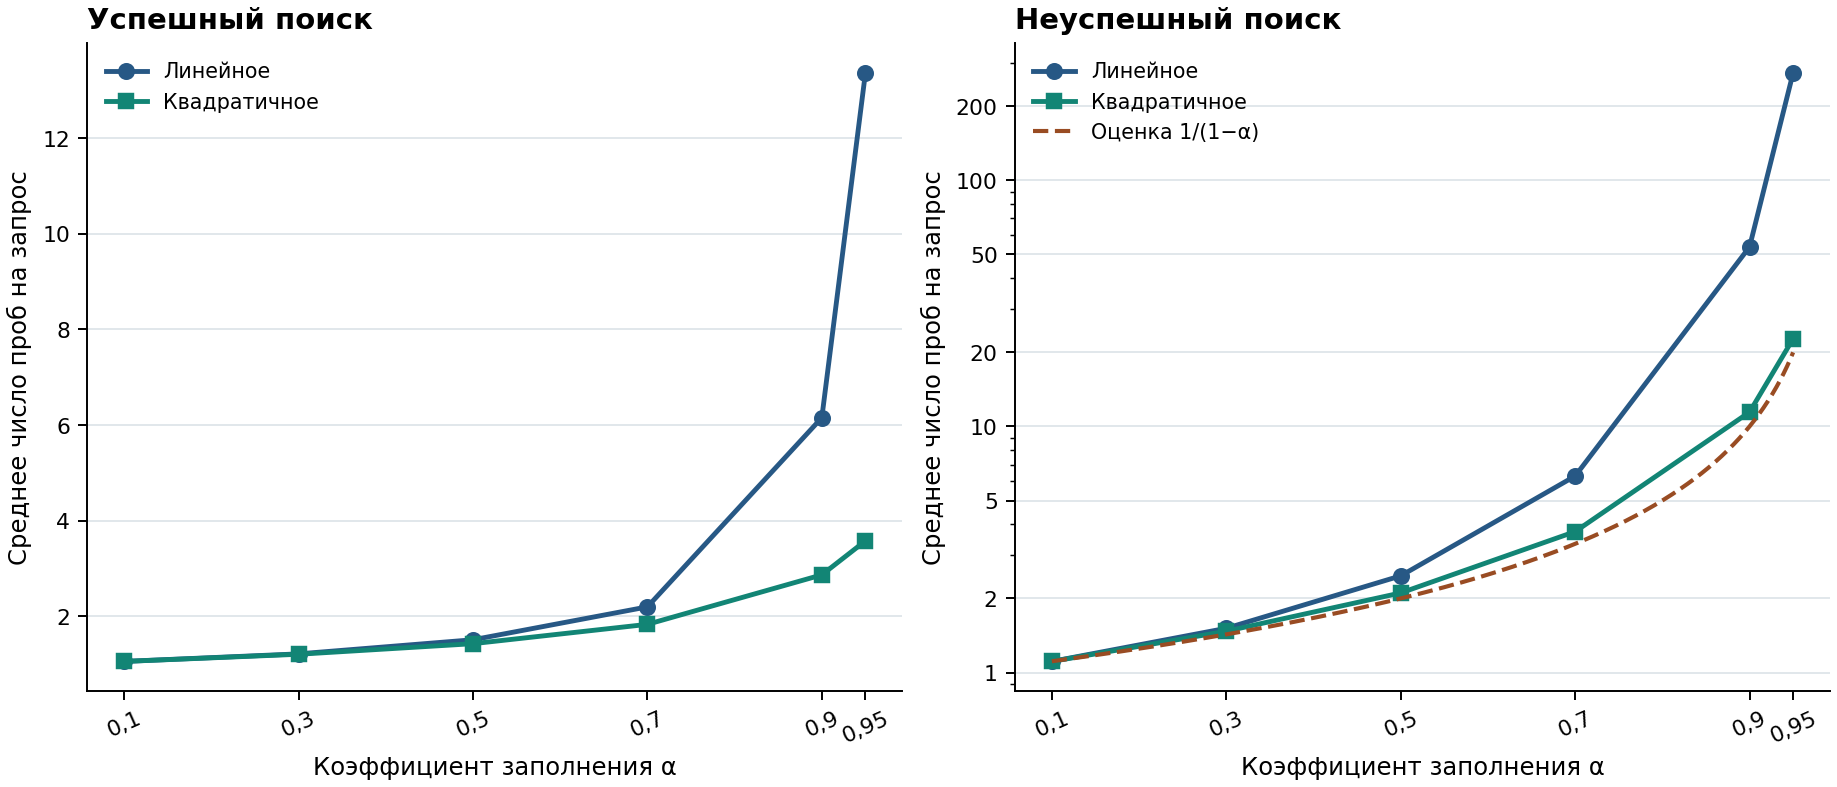 Успешный поиск
Линейное
Квадратичное
Среднее число проб на запрос
12
10
8
6
4
2
0,1
0,3
0,5
0,7
0,9
0,95
Коэффициент заполнения α
Неуспешный поиск
Линейное
Квадратичное
Оценка 1/(1−α)
Среднее число проб на запрос
200
100
50
20
10
5
2
1
0,1
0,3
0,5
0,7
0,9
0,95
Коэффициент заполнения α